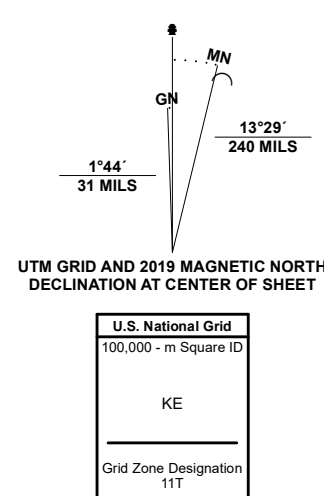 MN
GN
13°29´
240 MILS
1°44´
31 MILS
UTM GRID AND 2019 MAGNETIC NORTH
DECLINATION AT CENTER OF SHEET
U.S. National Grid
100,000 - m Square ID
KE
Grid Zone Designation
11T